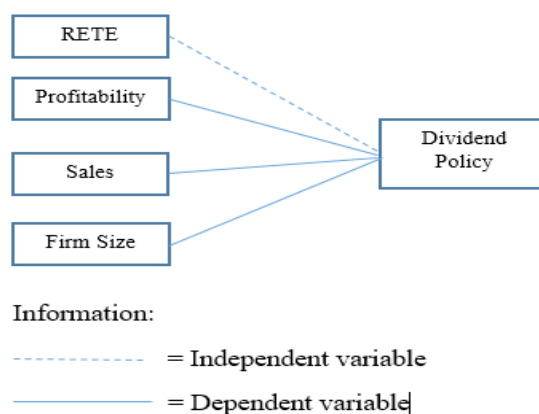 RETE
Profitability
Sales
Firm Size
Dividend
Policy
Information:
= Independent variable
= Dependent variable